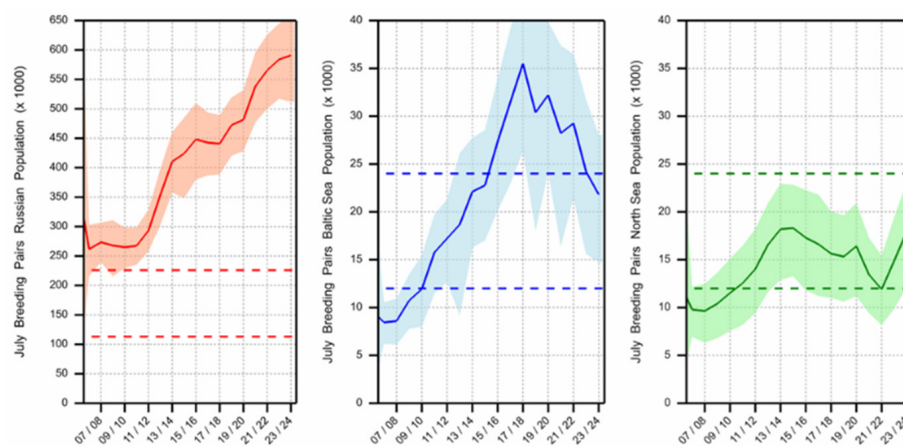 July Breeding Pairs Russian Population (x 1000)
650
600
550
500
450
400
350
300
250
200
150
100
50
0
07 / 08
09 / 10
11 / 12
13 / 14
15 / 16
17 / 18
19 / 20
21 / 22
23 / 24
July Breeding Pairs Baltic Sea Population (x 1000)
40
35
30
25
20
15
10
5
0
07 / 08
09 / 10
11 / 12
13 / 14
15 / 16
17 / 18
19 / 20
21 / 22
23 / 24
July Breeding Pairs North Sea Population (x 1000)
40
35
30
25
20
15
10
5
0
07 / 08
09 / 10
11 / 12
13 / 14
15 / 16
17 / 18
19 / 20
21 / 22
23 / 24